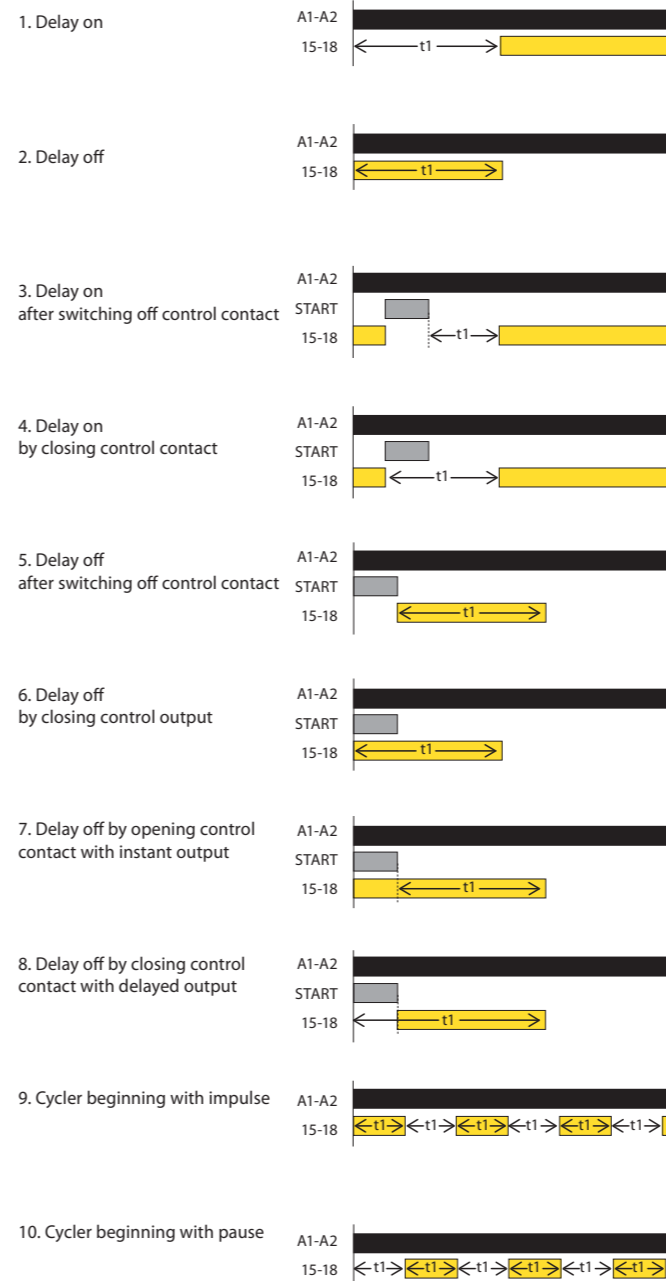 1. Delay on
A1-A2
15-18
t1
2. Delay off
A1-A2
15-18
t1
3. Delay on
after switching off control contact
A1-A2
START
15-18
t1
4. Delay on
by closing control contact
A1-A2
START
15-18
t1
5. Delay off
after switching off control contact
A1-A2
START
15-18
t1
6. Delay off
by closing control output
A1-A2
START
15-18
t1
7. Delay off by opening control
contact with instant output
A1-A2
START
15-18
t1
8. Delay off by closing control
contact with delayed output
A1-A2
START
15-18
t1
9. Cycler beginning with impulse
A1-A2
15-18
t1 t1 t1 t1 t1 t1
10. Cycler beginning with pause
A1-A2
15-18
t1 t1 t1 t1 t1 t1